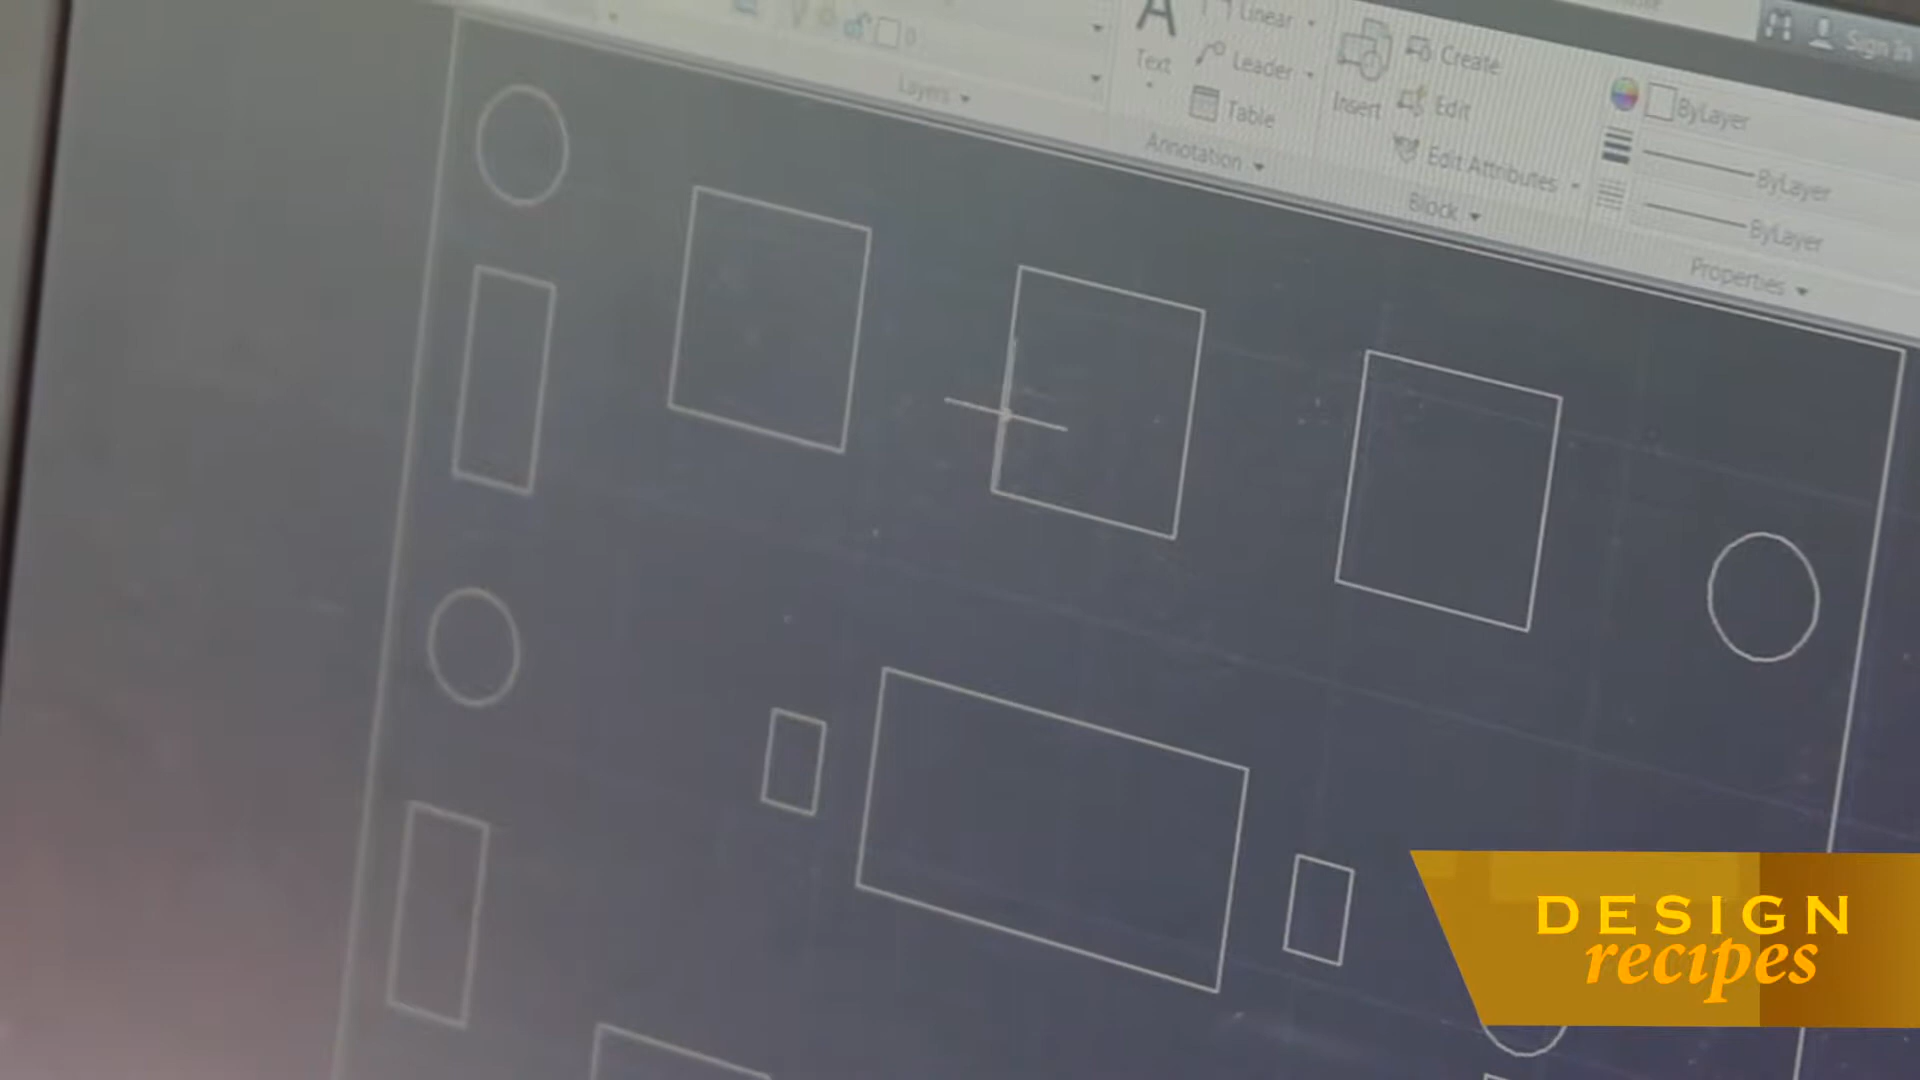 0
Layers
A
Text
Linear
Leader
Table
Annotation
Insert
Create
Edit
Edit Attributes
Block
ByLayer
ByLayer
ByLayer
Properties
Sign In
DESIGN
recipes